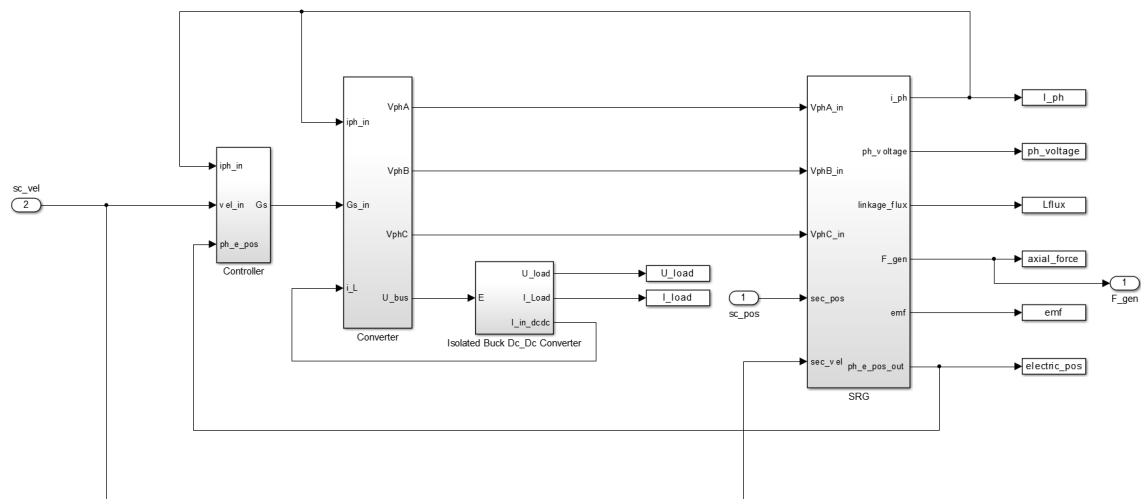 sc_vel
2
iph_in
vel_in
Gs
ph_e_pos
Controller
VphA
iph_in
VphB
Gs_in
VphC
i_L
U_bus
Converter
U_load
E
I_Load
I_in_dcdc
Isolated Buck Dc_Dc Converter
U_load
I_load
1
sc_pos
i_ph
VphA_in
ph_voltage
VphB_in
linkage_flux
VphC_in
F_gen
sec_pos
emf
sec_vel
ph_e_pos_out
SRG
I_ph
ph_voltage
Lflux
axial_force
1
F_gen
emf
electric_pos